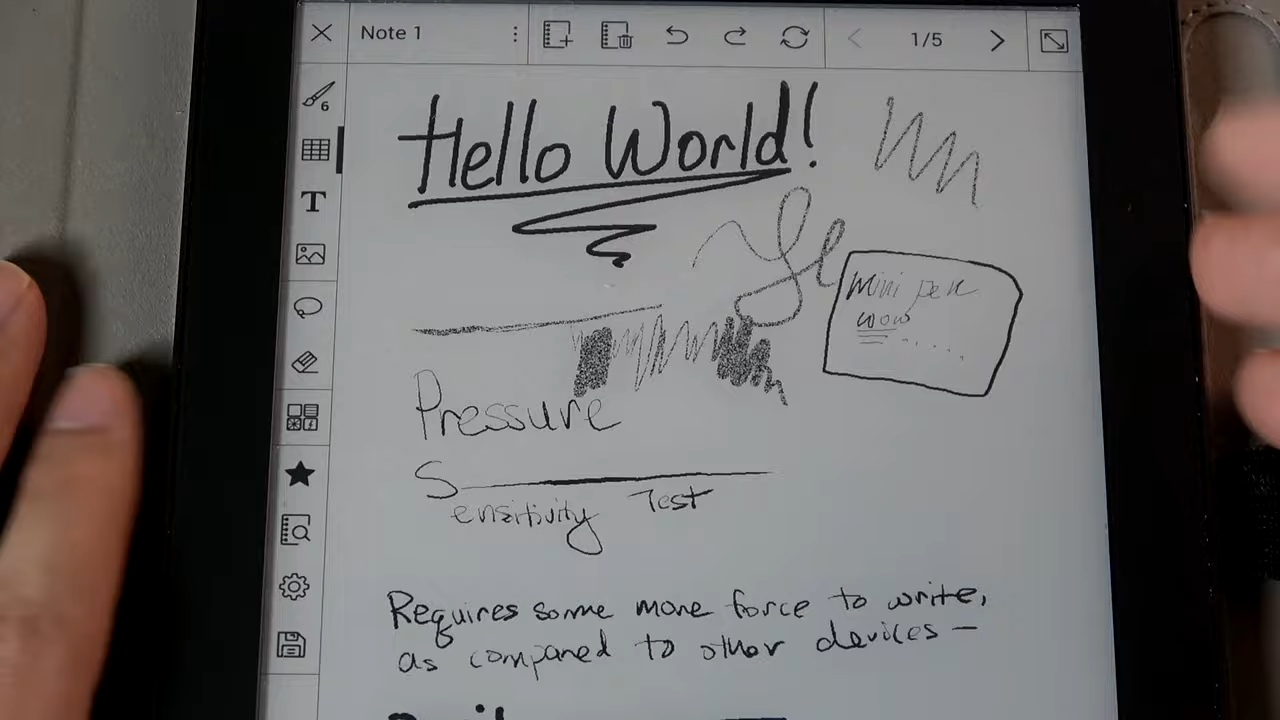 Note 1
1/5
6
T
Hello World!
Mini pen
wow
Pressure
Sensitivity Test
Requires some more force to write,
as compared to other devices—